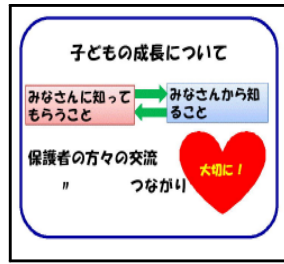 子どもの成長について
みなさんに知って
もらうこと
みなさんから知
ること
保護者の方々の交流
〃 つながり
大切に！